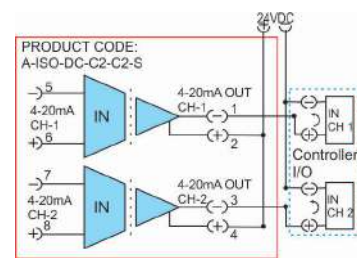 24VDC
PRODUCT CODE:
A-ISO-DC-C2-C2-S
5
4-20mA
CH-1
6
IN
4-20mA OUT
CH-1
1
2
IN
CH 1
Controller
I/O
7
4-20mA
CH-2
8
IN
4-20mA OUT
CH-2
3
4
IN
CH 2